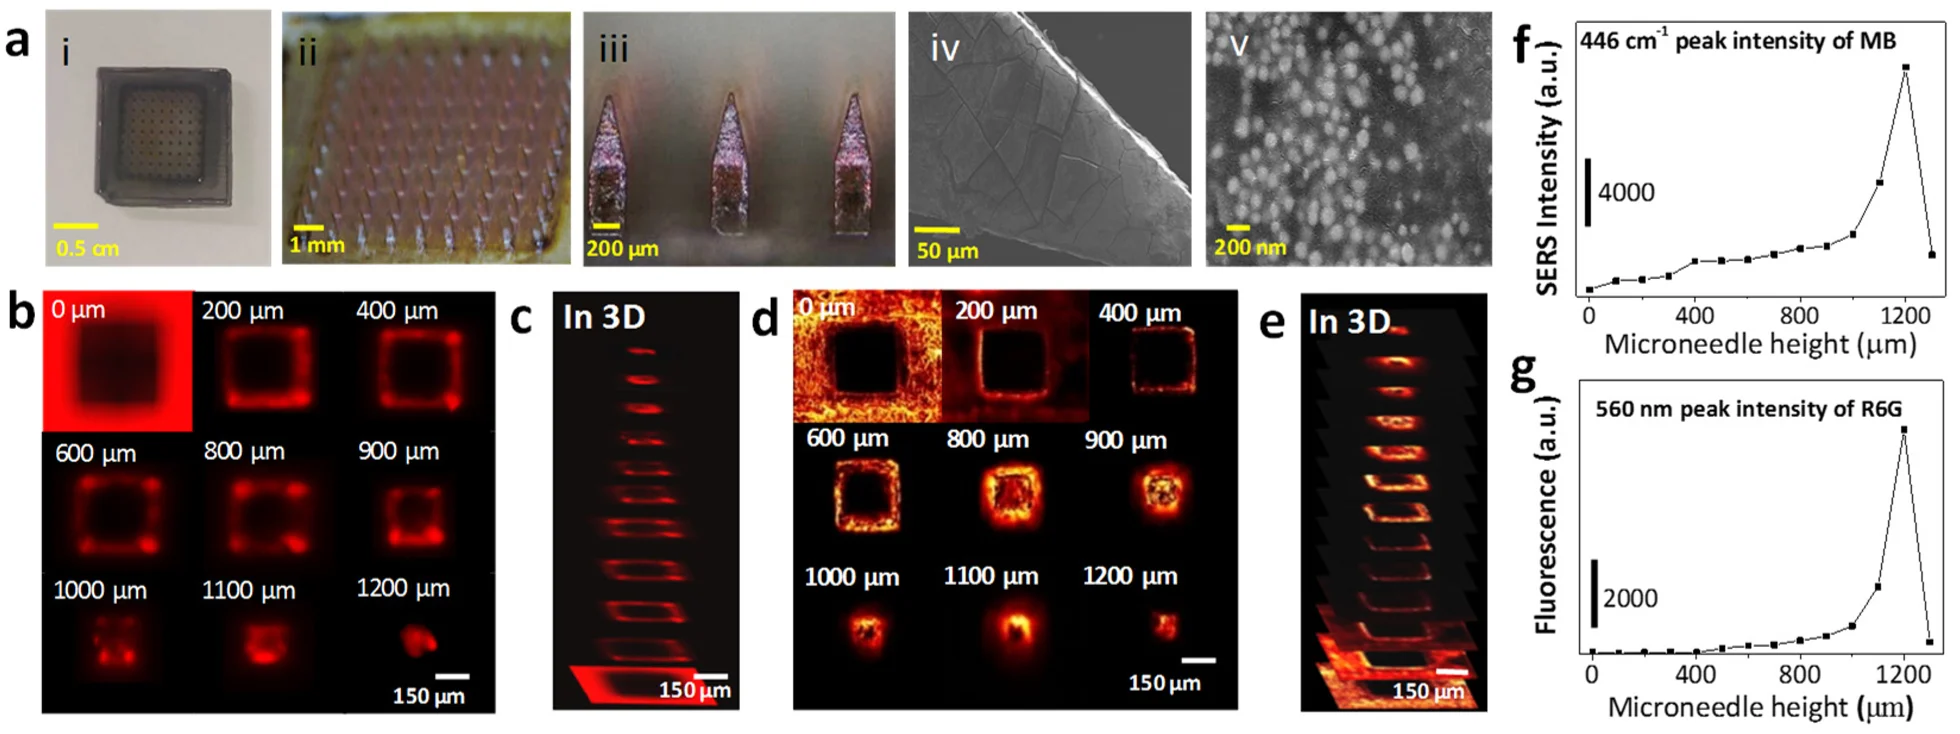 a
i
0.5 cm
ii
1 mm
iii
200 μm
iv
50 μm
v
200 nm
b
0 μm
200 μm
400 μm
600 μm
800 μm
900 μm
1000 μm
1100 μm
1200 μm
150 μm
c
In 3D
150 μm
d
0 μm
200 μm
400 μm
600 μm
800 μm
900 μm
1000 μm
1100 μm
1200 μm
150 μm
e
In 3D
150 μm
f
446 cm⁻¹ peak intensity of MB
SERS Intensity (a.u.)
4000
0 400 800 1200
Microneedle height (μm)
g
560 nm peak intensity of R6G
Fluorescence (a.u.)
2000
0 400 800 1200
Microneedle height (μm)